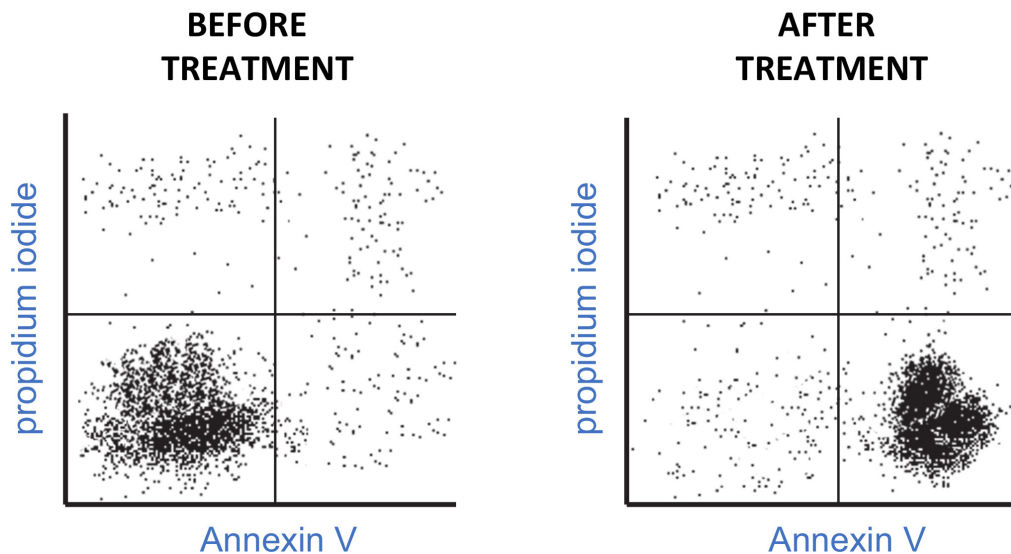 BEFORE
TREATMENT
AFTER
TREATMENT
propidium iodide
propidium iodide
Annexin V
Annexin V